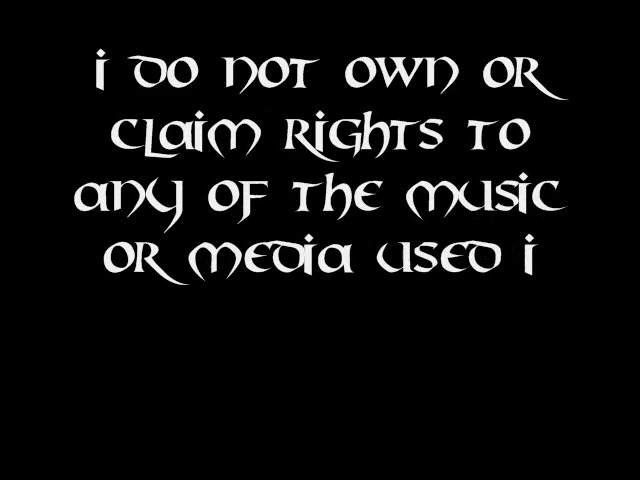 i do not own or
claim rights to
any of the music
or media used i